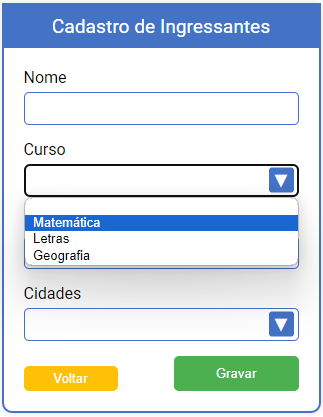 Cadastro de Ingressantes
Nome
Curso
Matemática
Letras
Geografia
Cidades
Voltar
Gravar